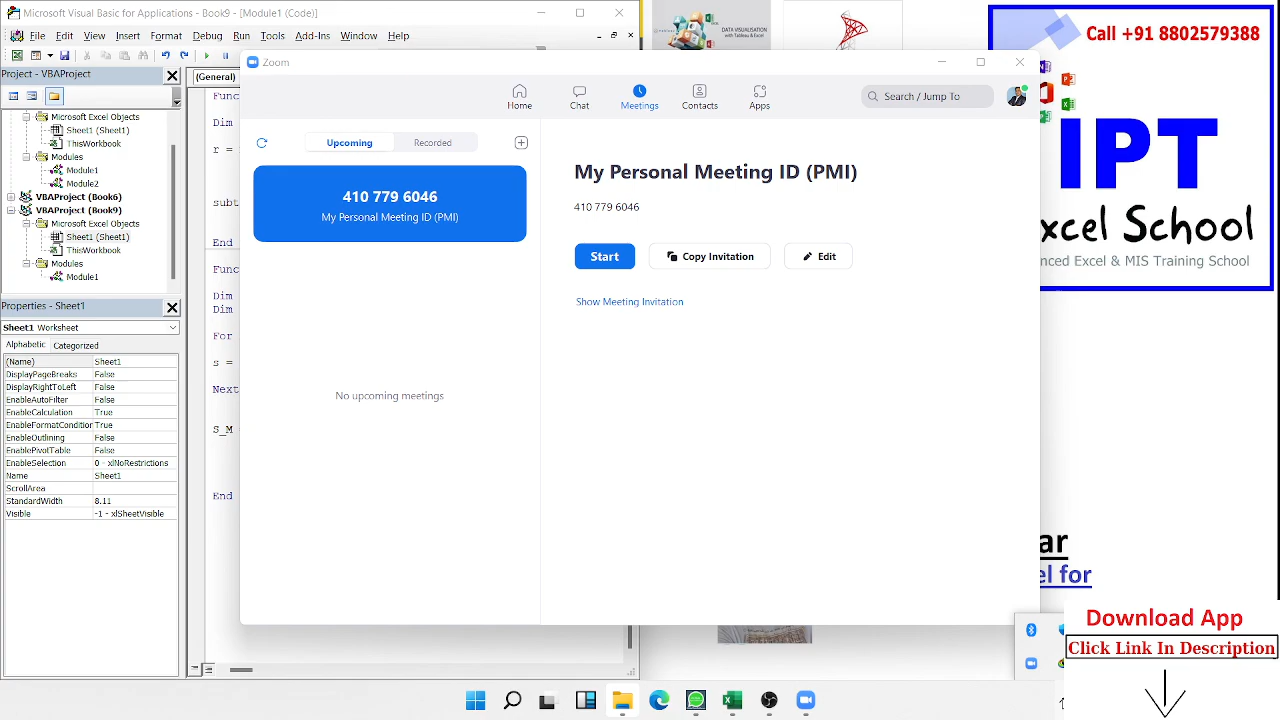 Microsoft Visual Basic for Applications - Book9 - [Module1 (Code)]
File Edit View Insert Format Debug Run Tools Add-Ins Window Help
Project - VBAProject
(General)
Microsoft Excel Objects
Sheet1 (Sheet1)
ThisWorkbook
Modules
Module1
Module2
VBAProject (Book6)
VBAProject (Book9)
Microsoft Excel Objects
Sheet1 (Sheet1)
ThisWorkbook
Modules
Module1
Properties - Sheet1
Sheet1 Worksheet
Alphabetic Categorized
(Name) Sheet1
DisplayPageBreaks False
DisplayRightToLeft False
EnableAutoFilter False
EnableCalculation True
EnableFormatCondition True
EnableOutlining False
EnablePivotTable False
EnableSelection 0 - xlNoRestrictions
Name Sheet1
ScrollArea
StandardWidth 8.11
Visible -1 - xlSheetVisible
Func
Dim
r =
subt
End
Func
Dim
Dim
For
s =
Next
S_M
End
Zoom
Home Chat Meetings Contacts Apps
Search / Jump To
Upcoming Recorded
410 779 6046
My Personal Meeting ID (PMI)
No upcoming meetings
My Personal Meeting ID (PMI)
410 779 6046
Start Copy Invitation Edit
Show Meeting Invitation
DATA VISUALISATION
with Tableau & Excel
Call +91 8802579388
IPT
xcel School
nced Excel & MIS Training School
ar
el for
Download App
Click Link In Description